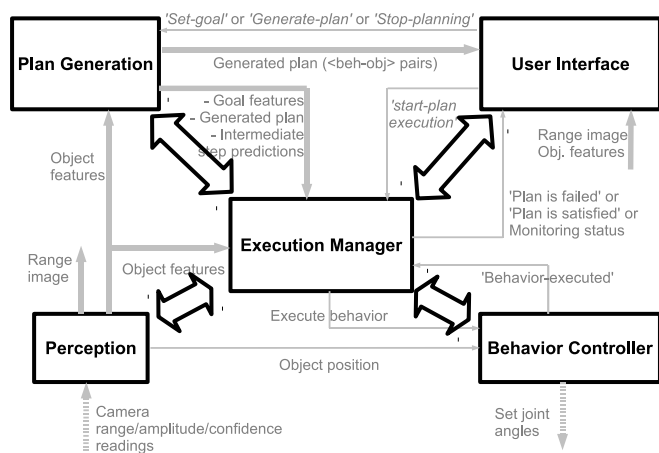 'Set-goal' or 'Generate-plan' or 'Stop-planning'
Plan Generation
Generated plan (<beh-obj> pairs)
User Interface
- Goal features
- Generated plan
- Intermediate
step predictions
'start-plan
execution'
Range image
Obj. features
Object
features
'Plan is failed' or
'Plan is satisfied' or
Monitoring status
Execution Manager
Range
image
Object features
'Behavior-executed'
Execute behavior
Perception
Behavior Controller
Object position
Camera
range/amplitude/confidence
readings
Set joint
angles